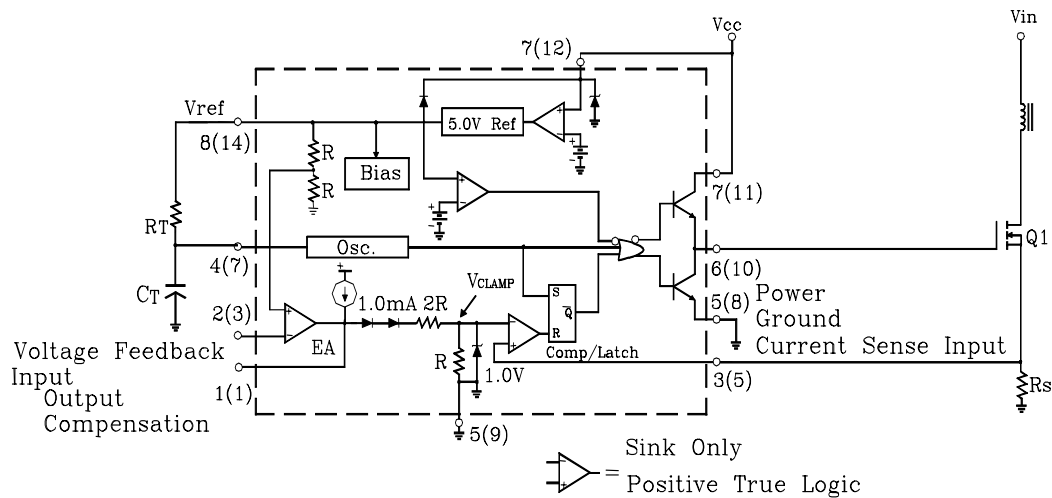 Vcc
Vin
7(12)
Vref
8(14)
5.0V Ref
+
−
R
R
Bias
+
−
+
−
+
−
7(11)
RT
Osc.
4(7)
6(10)
Q1
+
VCLAMP
CT
1.0mA 2R
S
Q̅
R
5(8)
Power
Ground
2(3)
+
−
EA
−
+
Comp/Latch
Current Sense Input
Voltage Feedback
Input
R
1.0V
3(5)
Rs
1(1)
Output
Compensation
5(9)
Sink Only
−
+
=
Positive True Logic